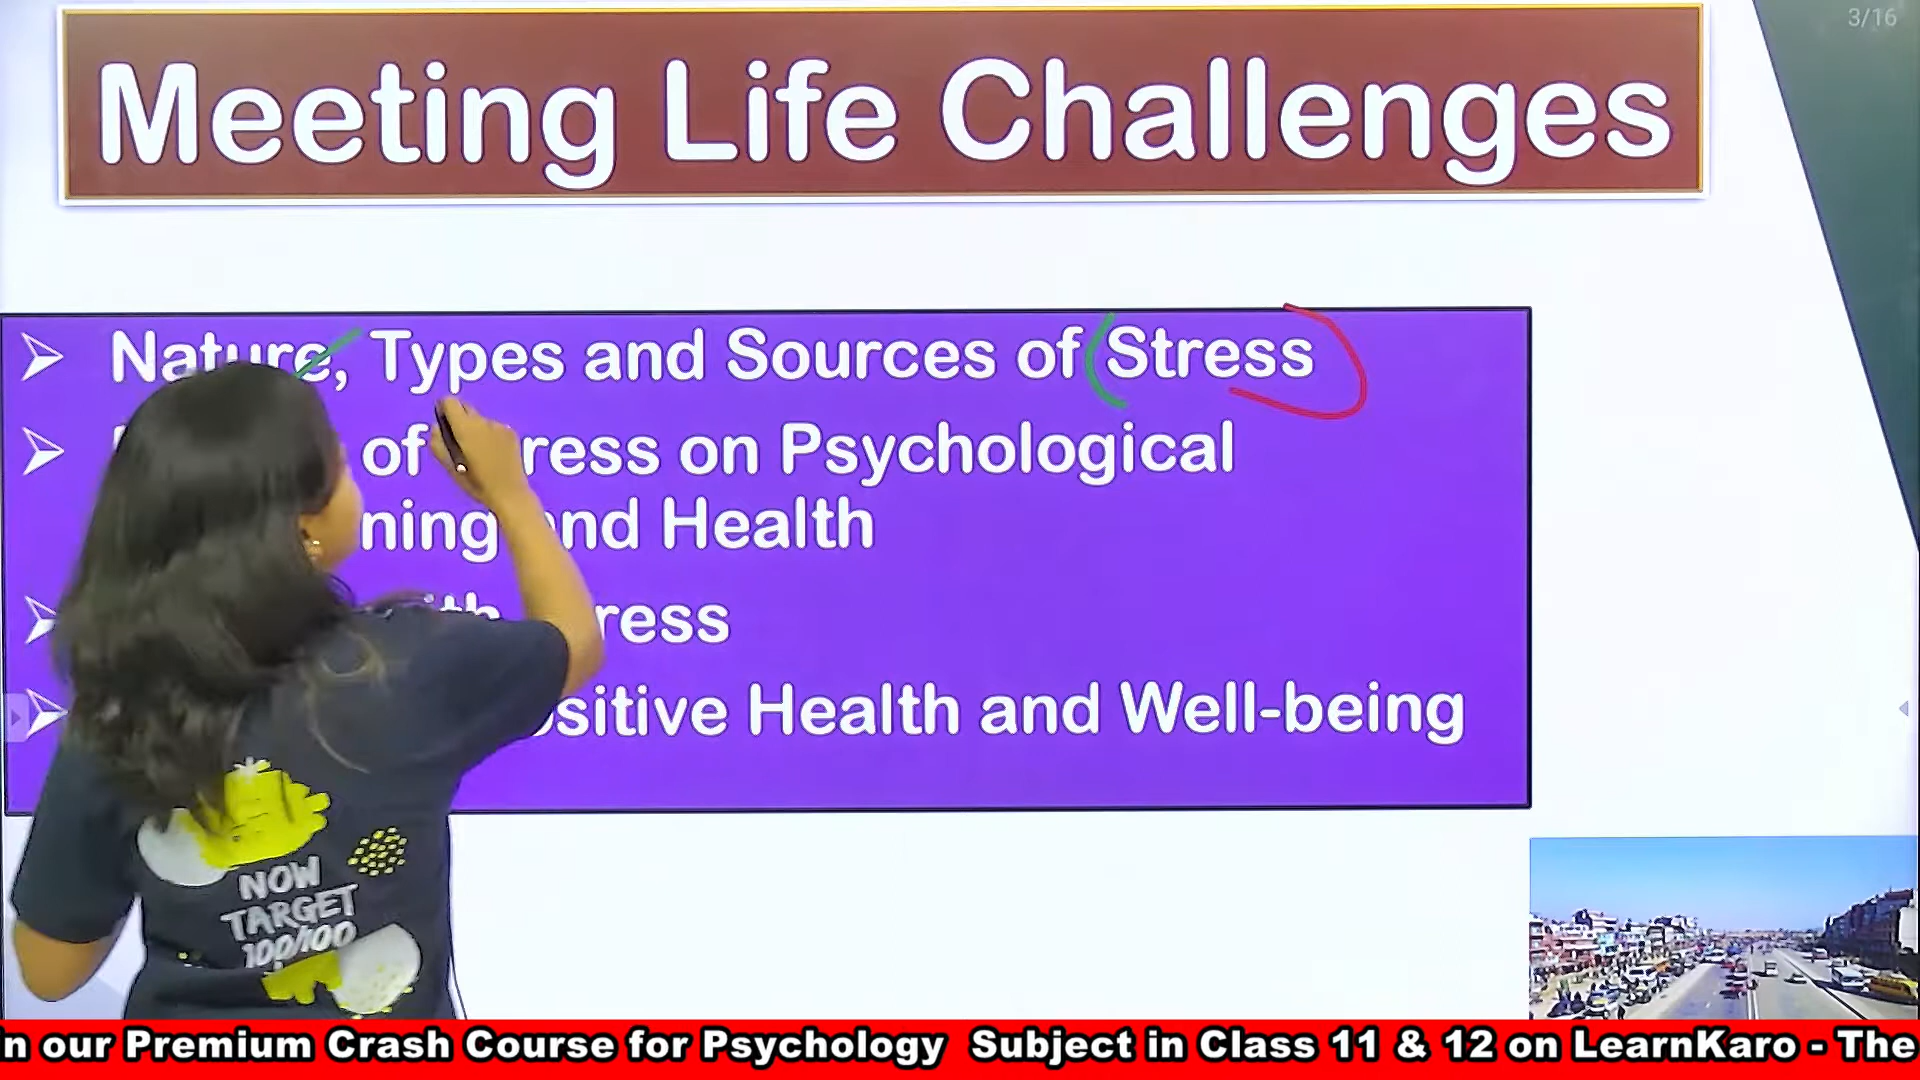 3/16
Meeting Life Challenges
Nature, Types and Sources of Stress
of ress on Psychological
ning and Health
ress
sitive Health and Well-being
NOW
TARGET
100/100
n our Premium Crash Course for Psychology Subject in Class 11 & 12 on LearnKaro - The